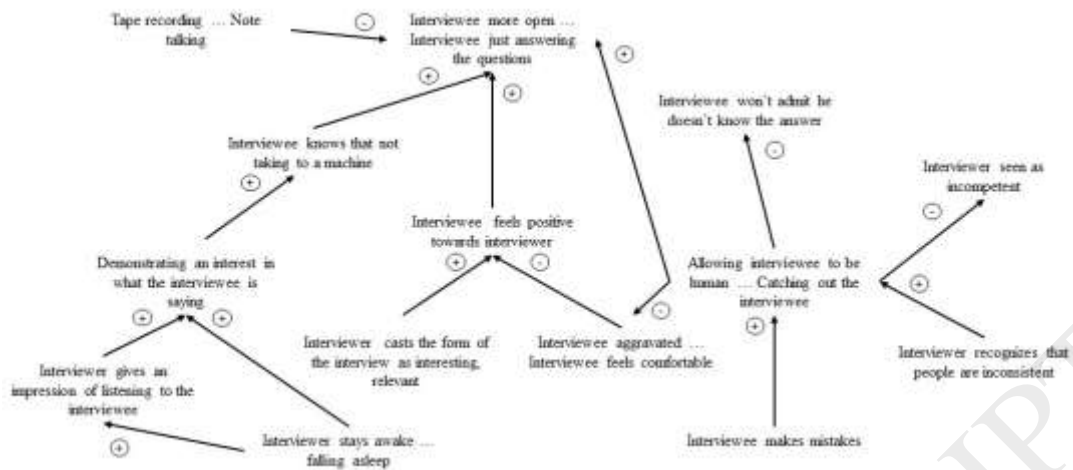 Tape recording … Note
talking
-
Interviewee more open …
Interviewee just answering
the questions
+
+
+
Interviewee won't admit he
doesn't know the answer
-
Interviewee knows that not
taking to a machine
+
Interviewer seen as
incompetent
-
Interviewee feels positive
towards interviewer
+
-
Demonstrating an interest in
what the interviewee is
saying
+
+
Allowing interviewee to be
human … Catching out the
interviewee
+
+
Interviewer casts the form of
the interview as interesting,
relevant
Interviewee aggravated …
Interviewee feels comfortable
-
Interviewer recognizes that
people are inconsistent
Interviewer gives an
impression of listening to the
interviewee
+
Interviewer stays awake …
falling asleep
Interviewee makes mistakes